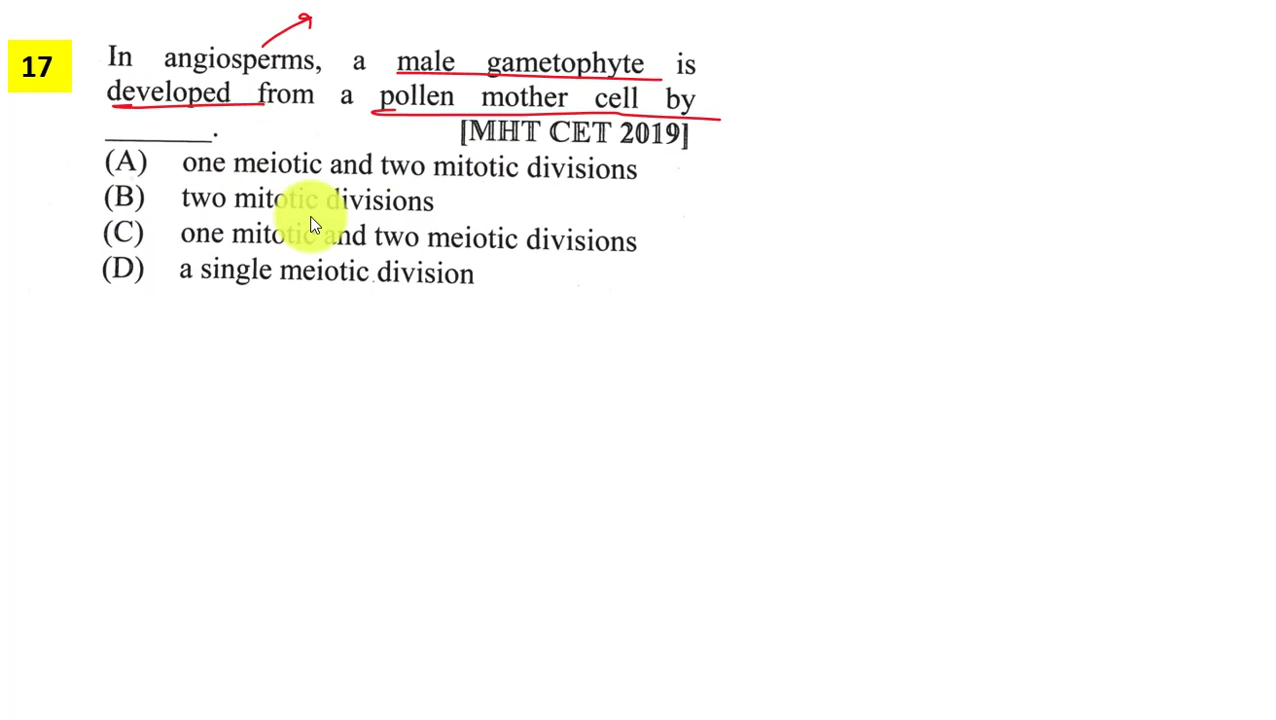 17
In angiosperms, a male gametophyte is
developed from a pollen mother cell by
_______.
[MHT CET 2019]
(A) one meiotic and two mitotic divisions
(B) two mitotic divisions
(C) one mitotic and two meiotic divisions
(D) a single meiotic division